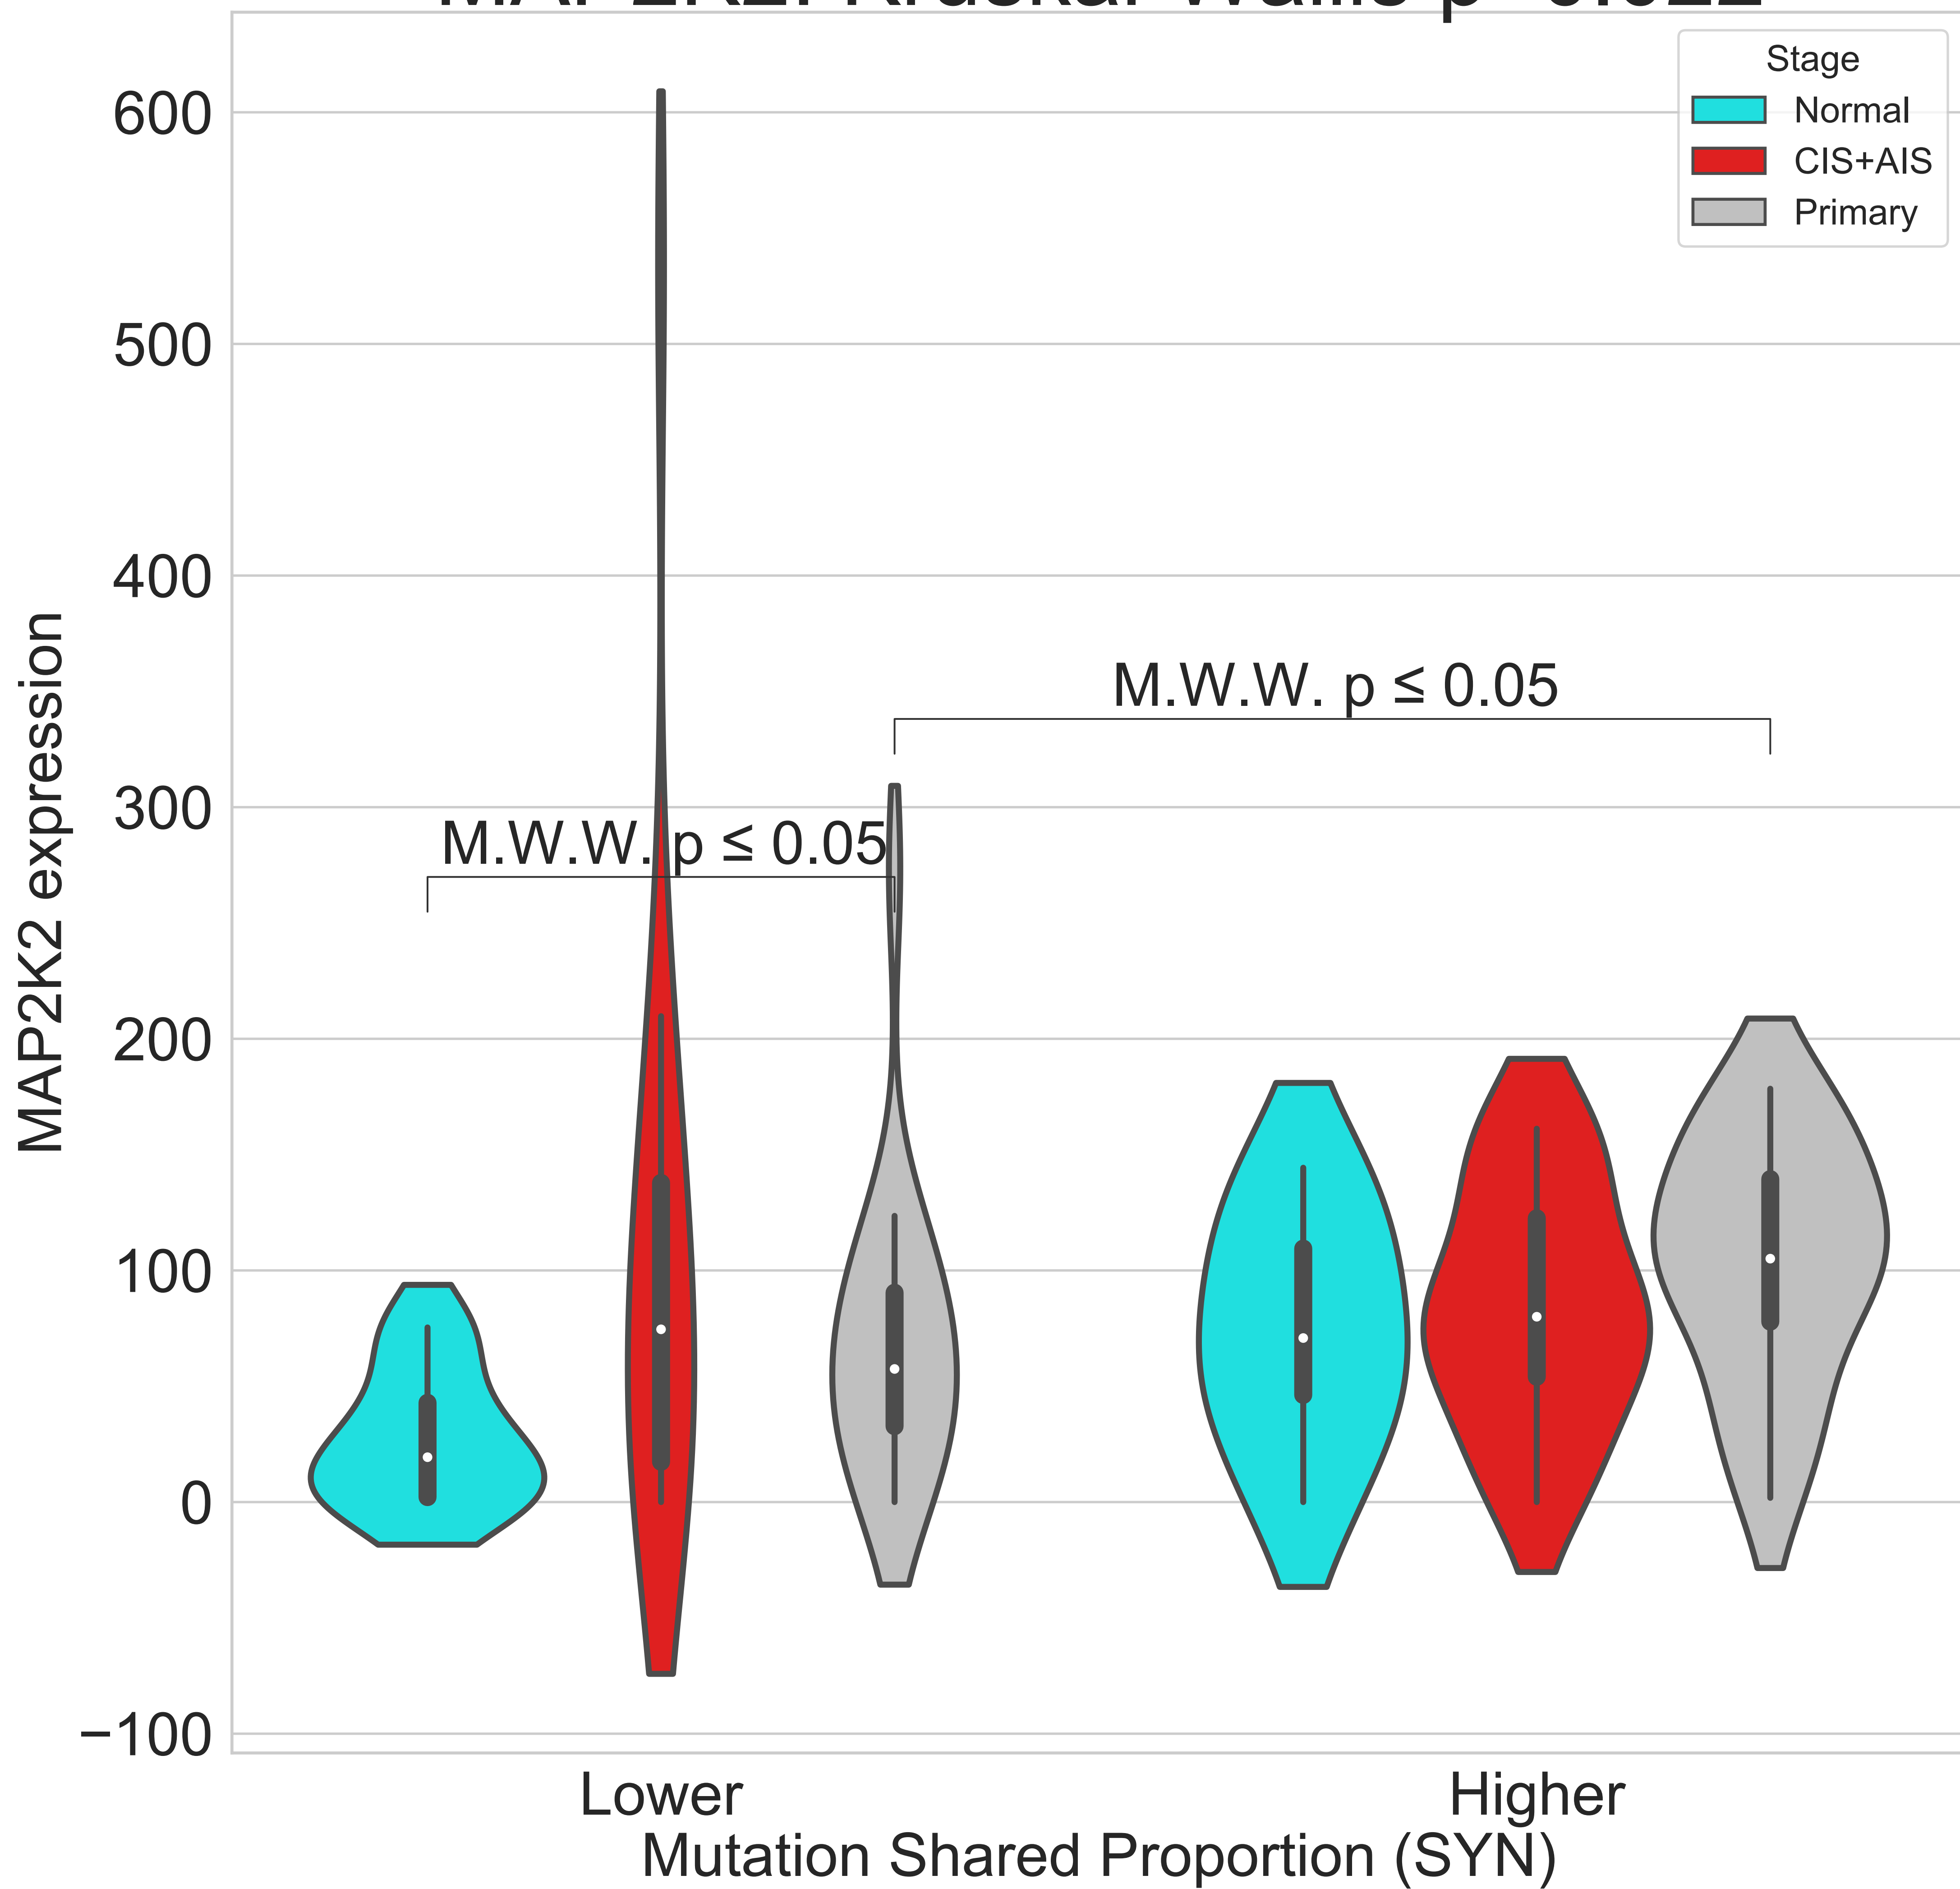 Stage
Normal
CIS+AIS
Primary
600
500
400
300
200
100
0
−100
MAP2K2 expression
M.W.W. p ≤ 0.05
M.W.W. p ≤ 0.05
Lower
Higher
Mutation Shared Proportion (SYN)